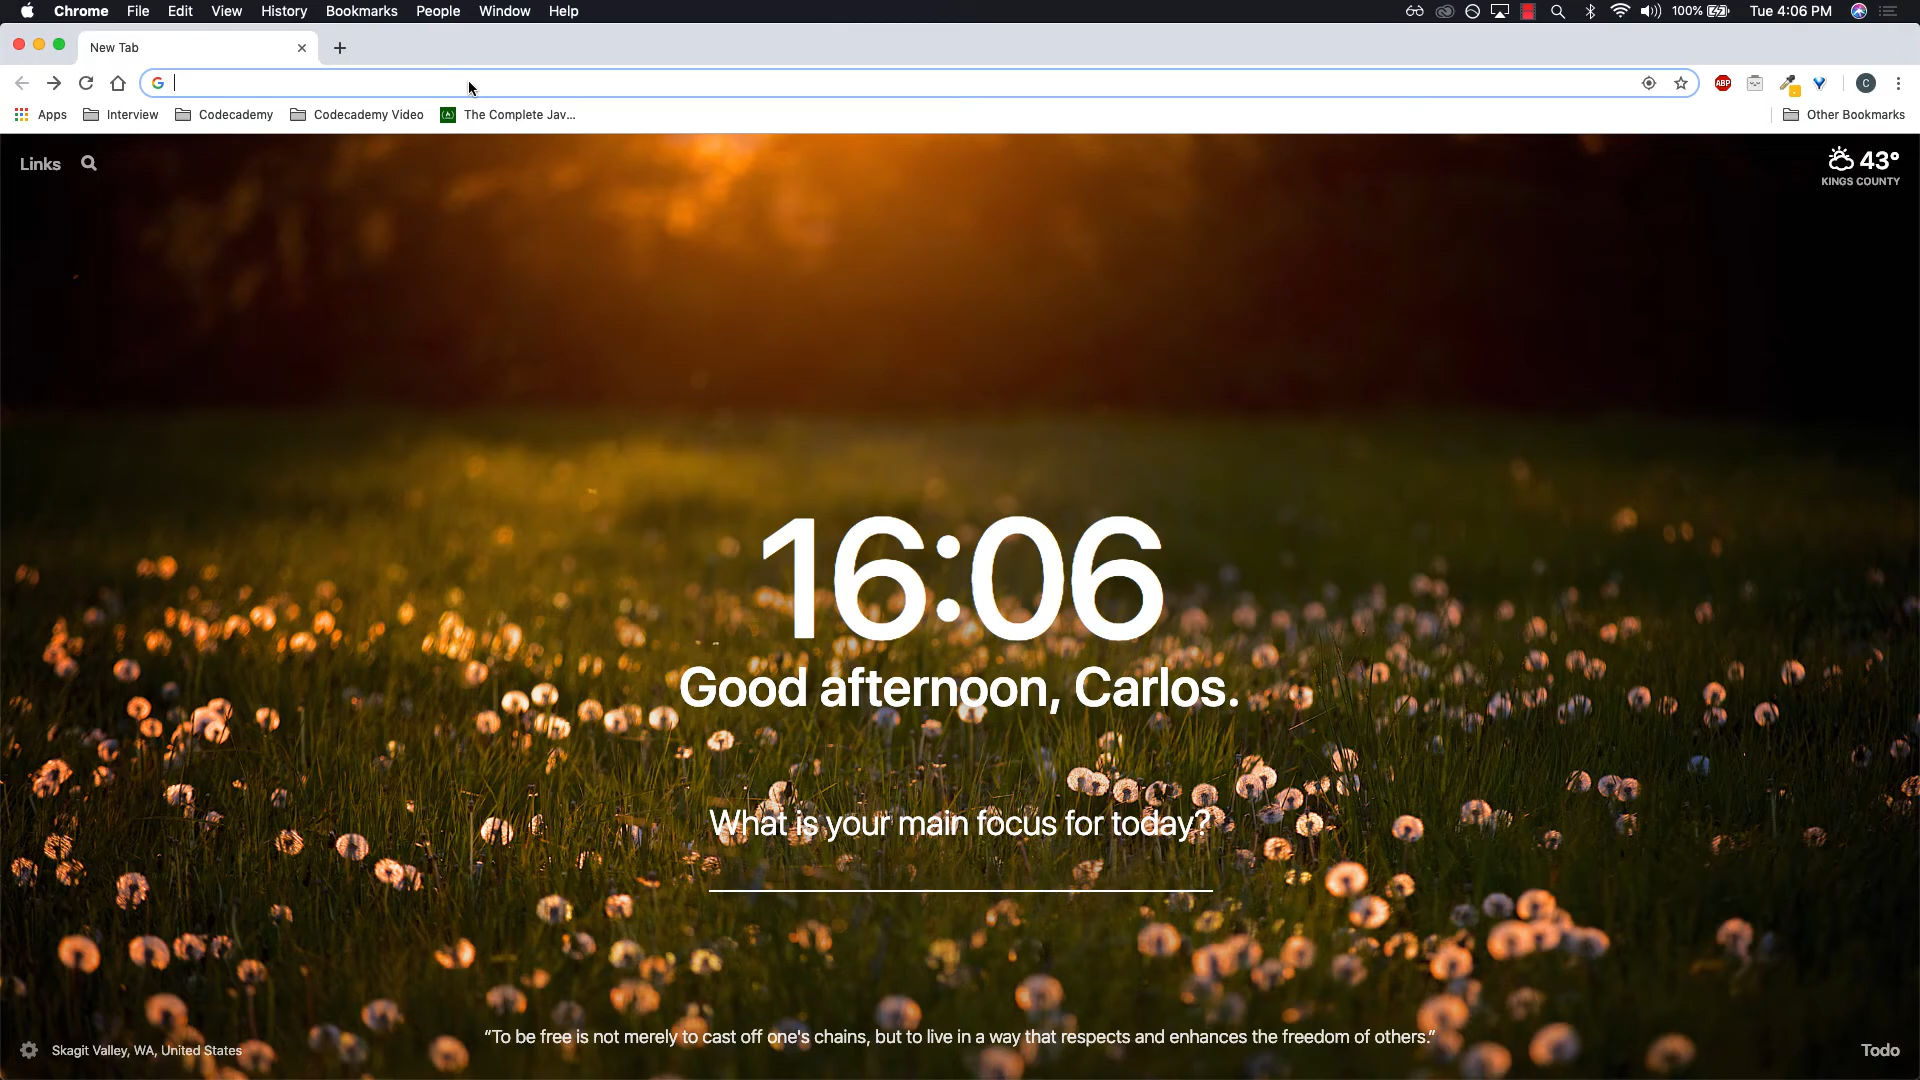 Chrome File Edit View History Bookmarks People Window Help 100% Tue 4:06 PM
New Tab
Apps Interview Codecademy Codecademy Video The Complete Jav... Other Bookmarks
ABP
C
Links
43°
KINGS COUNTY
16:06
Good afternoon, Carlos.
What is your main focus for today?
“To be free is not merely to cast off one's chains, but to live in a way that respects and enhances the freedom of others.”
Skagit Valley, WA, United States
Todo